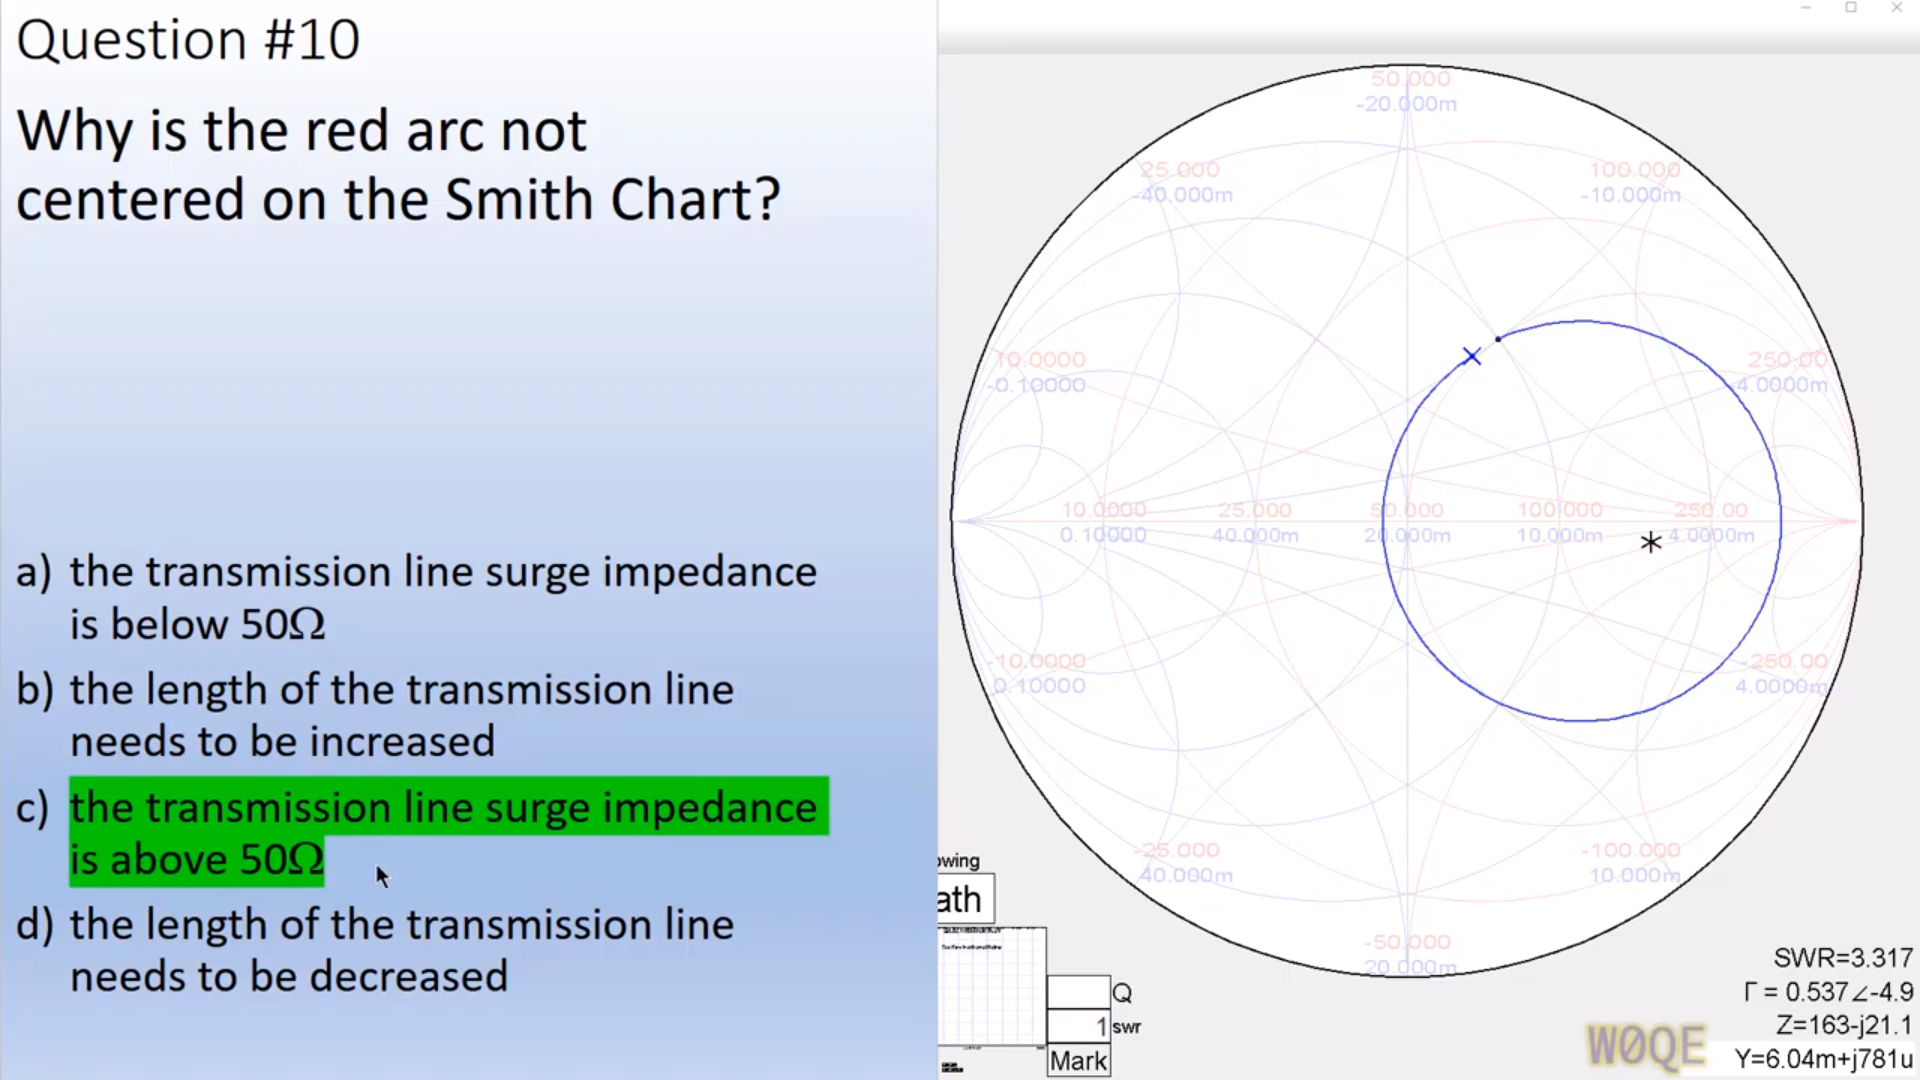 Question #10
Why is the red arc not
centered on the Smith Chart?
a) the transmission line surge impedance
is below 50Ω
b) the length of the transmission line
needs to be increased
c) the transmission line surge impedance
is above 50Ω
d) the length of the transmission line
needs to be decreased
50.000
-20.000m
25.000
-40.000m
100.000
-10.000m
10.0000
-0.10000
250.00
-4.0000m
10.0000
0.10000
25.000
40.000m
50.000
20.000m
100.000
10.000m
250.00
4.0000m
-10.0000
0.10000
-250.00
4.0000m
-25.000
40.000m
-100.000
10.000m
-50.000
20.000m
owing
ath
Q
1 swr
Mark
SWR=3.317
Γ = 0.537∠-4.9
Z=163-j21.1
Y=6.04m+j781u
W0QE